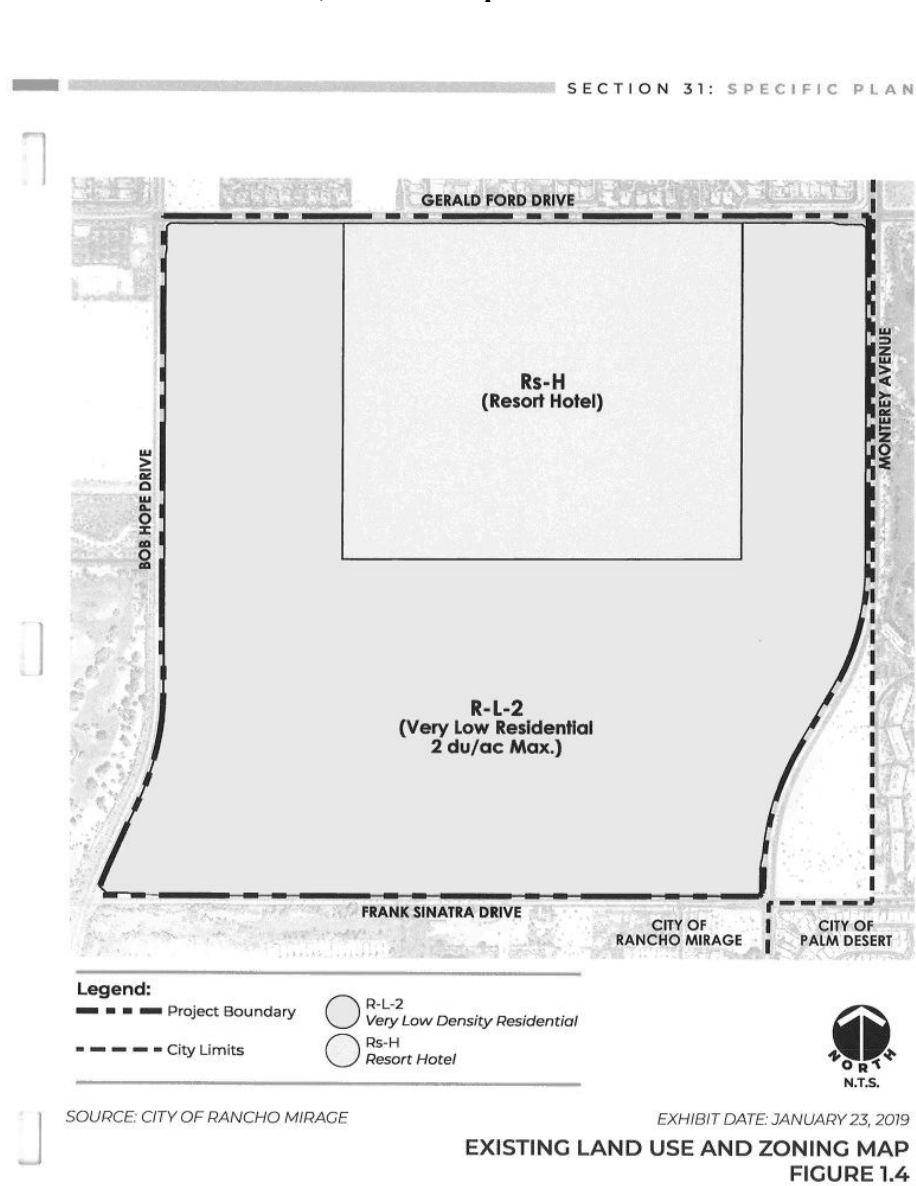 SECTION 31: SPECIFIC PLAN
GERALD FORD DRIVE
Rs-H
(Resort Hotel)
MONTEREY AVENUE
BOB HOPE DRIVE
R-L-2
(Very Low Residential
2 du/ac Max.)
FRANK SINATRA DRIVE
CITY OF
RANCHO MIRAGE
CITY OF
PALM DESERT
Legend:
Project Boundary
City Limits
R-L-2
Very Low Density Residential
Rs-H
Resort Hotel
NORTH
N.T.S.
SOURCE: CITY OF RANCHO MIRAGE
EXHIBIT DATE: JANUARY 23, 2019
EXISTING LAND USE AND ZONING MAP
FIGURE 1.4